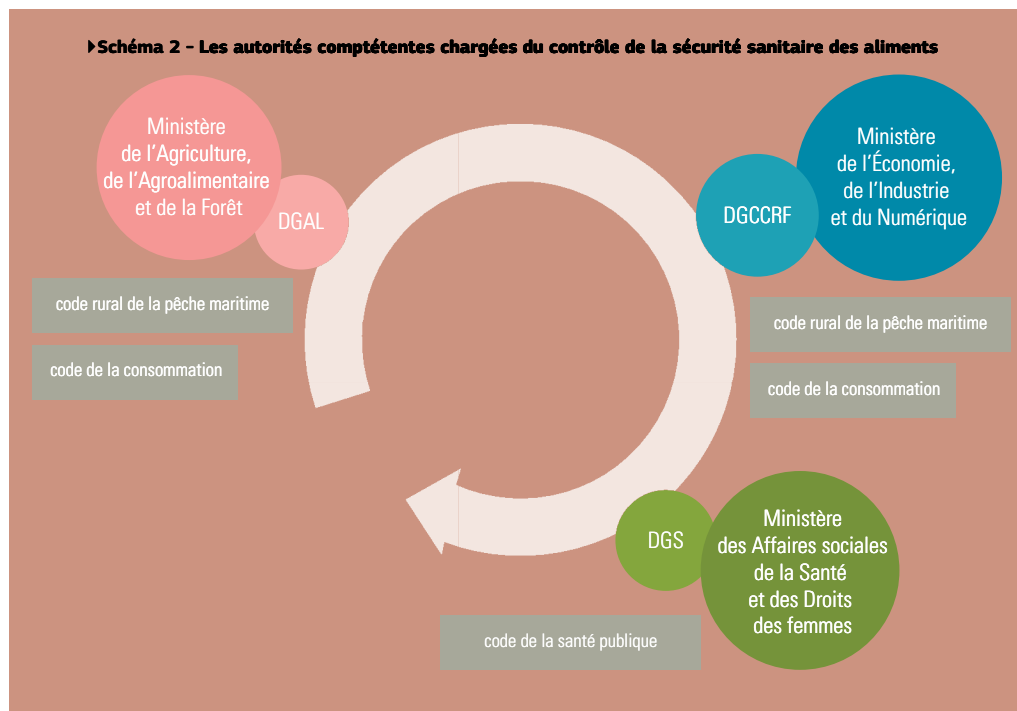 Schéma 2 – Les autorités comptétentes chargées du contrôle de la sécurité sanitaire des aliments
Ministère
de l'Agriculture,
de l'Agroalimentaire
et de la Forêt
DGAL
code rural de la pêche maritime
code de la consommation
Ministère
de l'Économie,
de l'Industrie
et du Numérique
DGCCRF
code rural de la pêche maritime
code de la consommation
DGS
Ministère
des Affaires sociales
de la Santé
et des Droits
des femmes
code de la santé publique